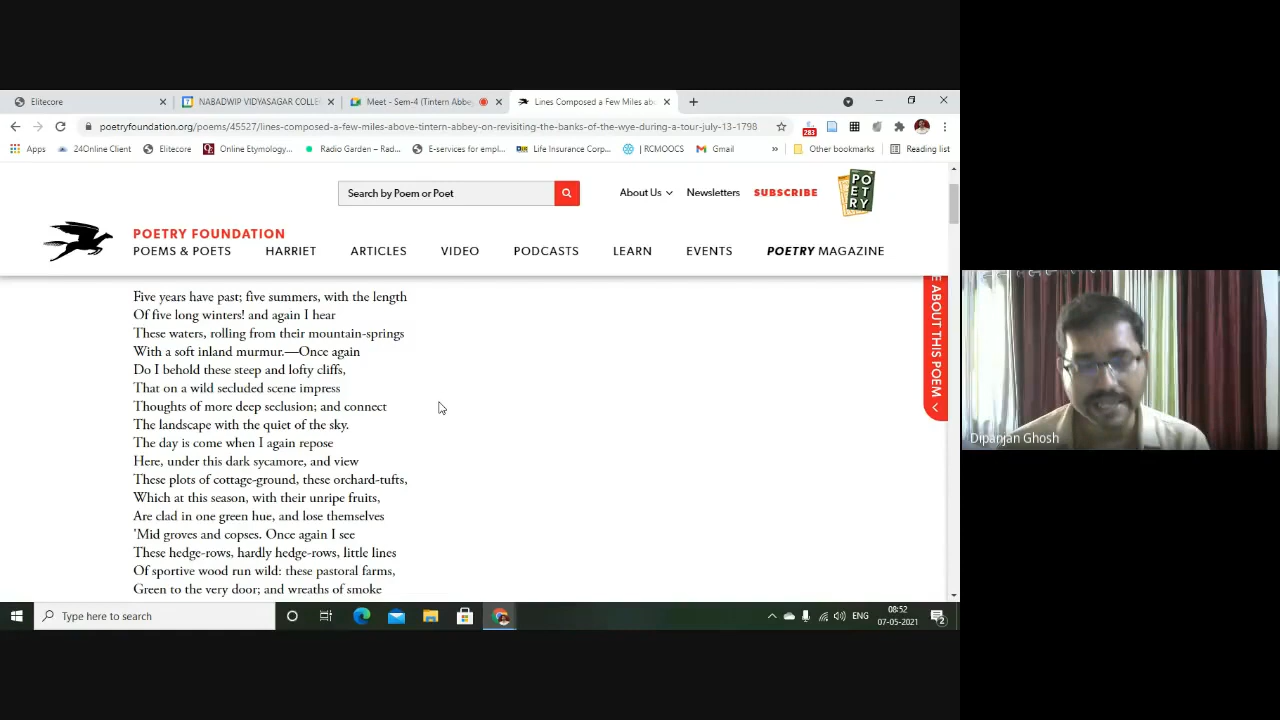 Elitecore
NABADWIP VIDYASAGAR COLLE
Meet - Sem-4 (Tintern Abbe
Lines Composed a Few Miles abo
poetryfoundation.org/poems/45527/lines-composed-a-few-miles-above-tintern-abbey-on-revisiting-the-banks-of-the-wye-during-a-tour-july-13-1798
283
Apps
24Online Client
Elitecore
Online Etymology...
Radio Garden – Rad...
E-services for empl...
Life Insurance Corp...
| RCMOOCS
Gmail
»
Other bookmarks
Reading list
Search by Poem or Poet
About Us
Newsletters
SUBSCRIBE
PO
ET
RY
POETRY FOUNDATION
POEMS & POETS
HARRIET
ARTICLES
VIDEO
PODCASTS
LEARN
EVENTS
POETRY MAGAZINE
Five years have past; five summers, with the length
Of five long winters! and again I hear
These waters, rolling from their mountain-springs
With a soft inland murmur.—Once again
Do I behold these steep and lofty cliffs,
That on a wild secluded scene impress
Thoughts of more deep seclusion; and connect
The landscape with the quiet of the sky.
The day is come when I again repose
Here, under this dark sycamore, and view
These plots of cottage-ground, these orchard-tufts,
Which at this season, with their unripe fruits,
Are clad in one green hue, and lose themselves
'Mid groves and copses. Once again I see
These hedge-rows, hardly hedge-rows, little lines
Of sportive wood run wild: these pastoral farms,
Green to the very door; and wreaths of smoke
E ABOUT THIS POEM
Dipanjan Ghosh
Type here to search
ENG
08:52
07-05-2021
2